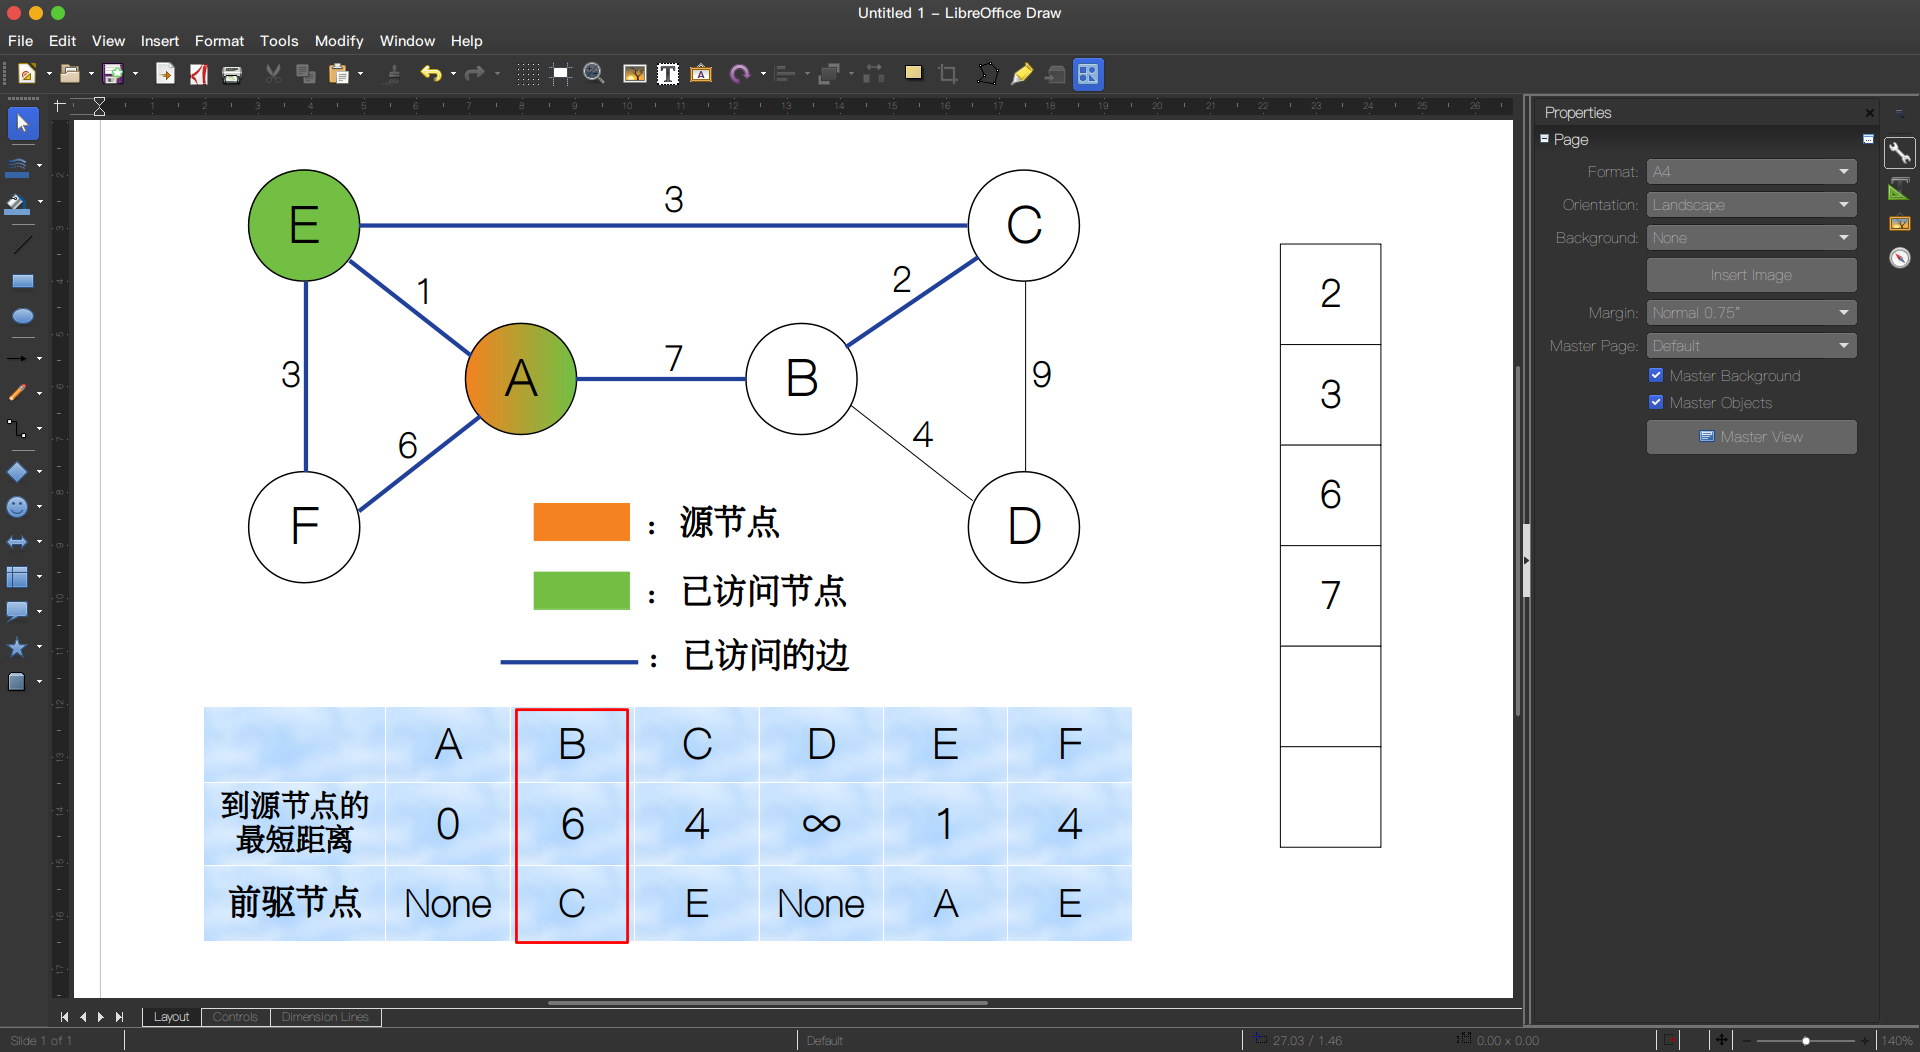 Untitled 1 – LibreOffice Draw
File Edit View Insert Format Tools Modify Window Help
Properties
Page
Format: A4
Orientation: Landscape
Background: None
Insert Image
Margin: Normal 0.75"
Master Page: Default
Master Background
Master Objects
Master View
E 3 C
1 2
A 7 B
3 9
6 4
F D
：源节点
：已访问节点
：已访问的边
2
3
6
7
A B C D E F
到源节点的
最短距离
0 6 4 ∞ 1 4
前驱节点 None C E None A E
Layout Controls Dimension Lines
Slide 1 of 1 Default 27.03 / 1.46 0.00 x 0.00 140%